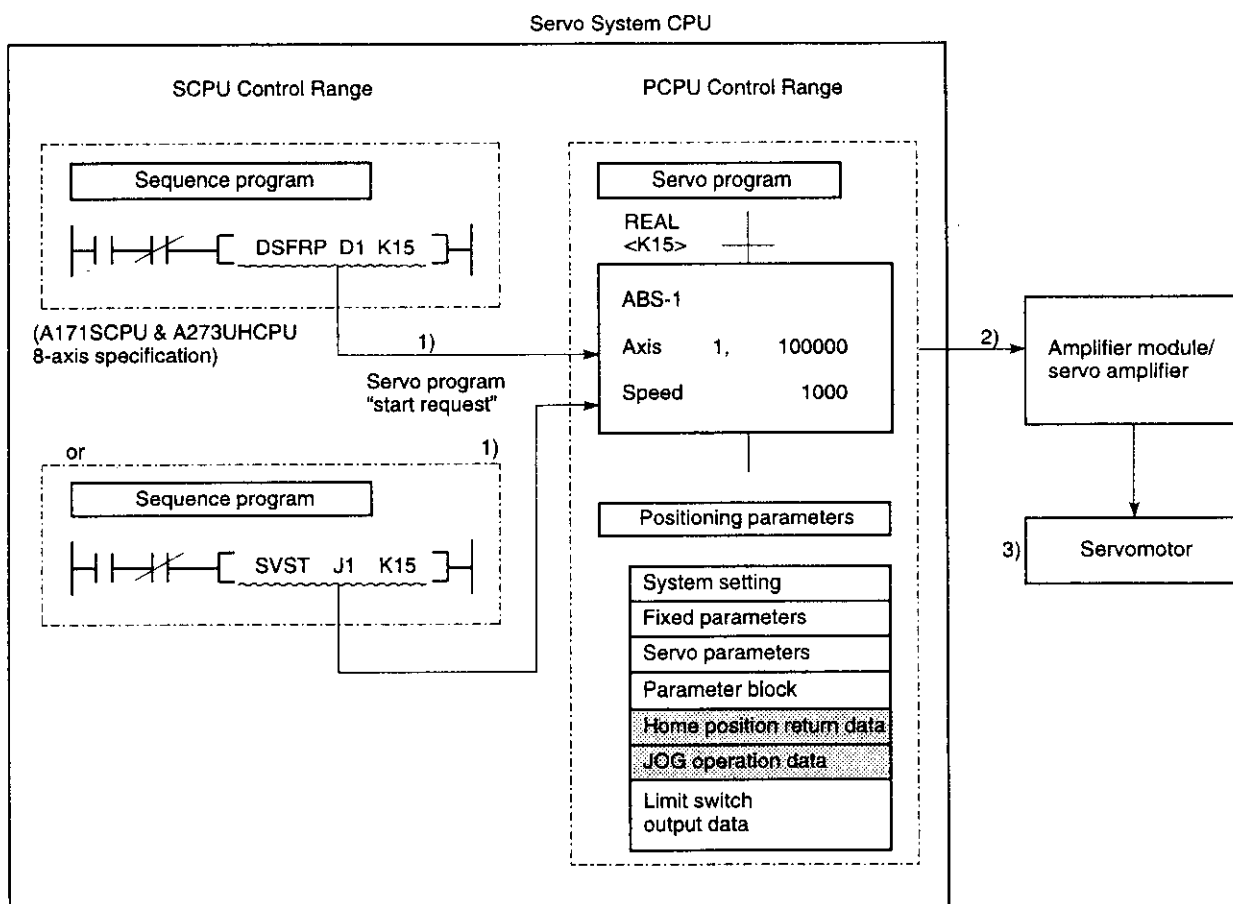 Servo System CPU
SCPU Control Range
PCPU Control Range
Sequence program
DSFRP D1 K15
(A171SCPU & A273UHCPU
8-axis specification)
1)
Servo program
"start request"
or
1)
Sequence program
SVST J1 K15
Servo program
REAL
<K15>
ABS-1
Axis 1, 100000
Speed 1000
Positioning parameters
System setting
Fixed parameters
Servo parameters
Parameter block
Home position return data
JOG operation data
Limit switch
output data
2)
Amplifier module/
servo amplifier
3)
Servomotor